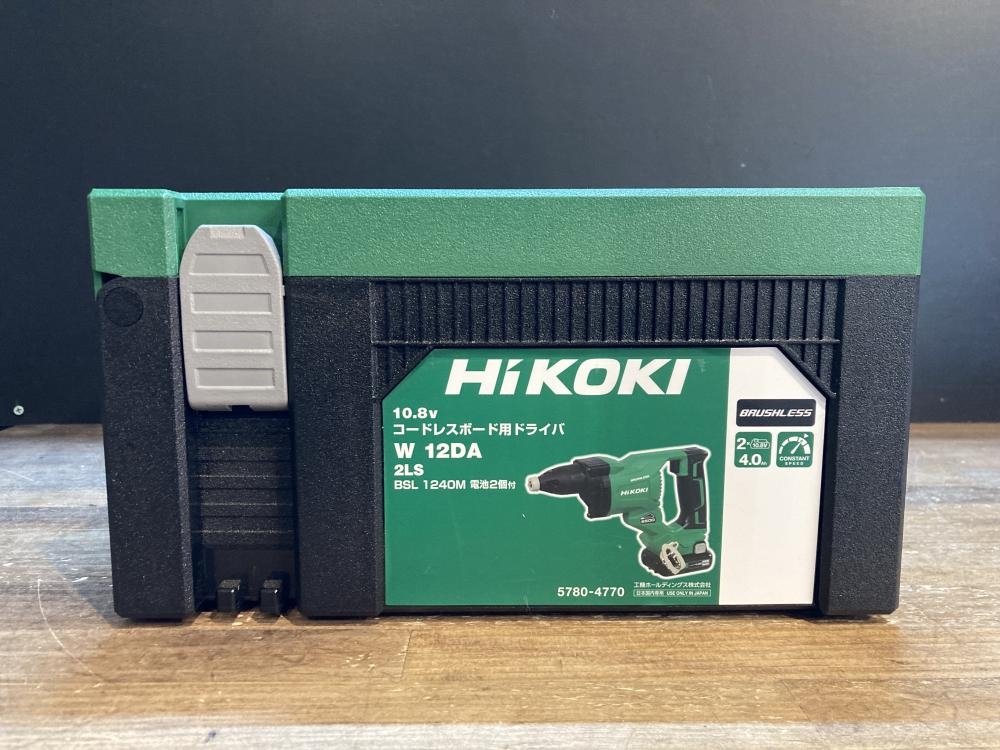 HiKOKI
10.8v
コードレスボード用ドライバ
W 12DA
2LS
BSL 1240M 電池2個付
BRUSHLESS
2× 10.8V
4.0Ah
CONSTANT
SPEED
HiKOKI
5780-4770
工機ホールディングス株式会社
日本国内専用 USE ONLY IN JAPAN